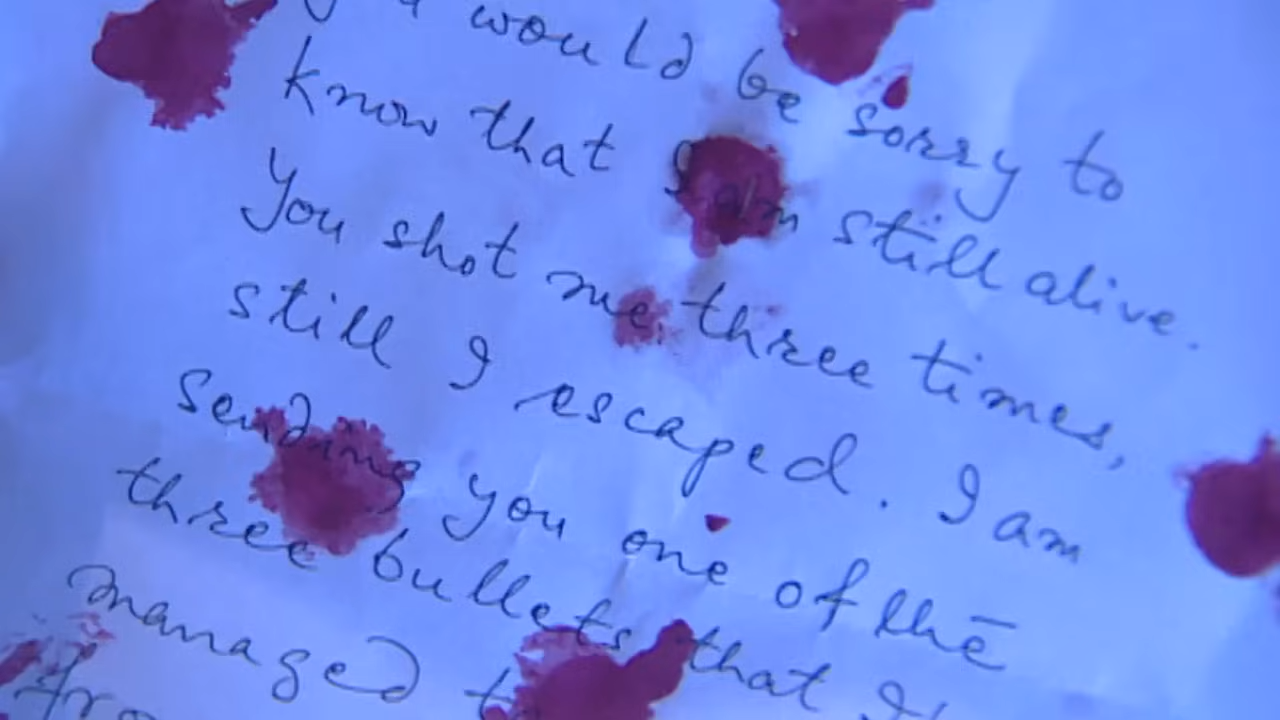 would be sorry to
know that I am still alive.
You shot me three times,
still I escaped. I am
sending you one of the
three bullets that I
managed